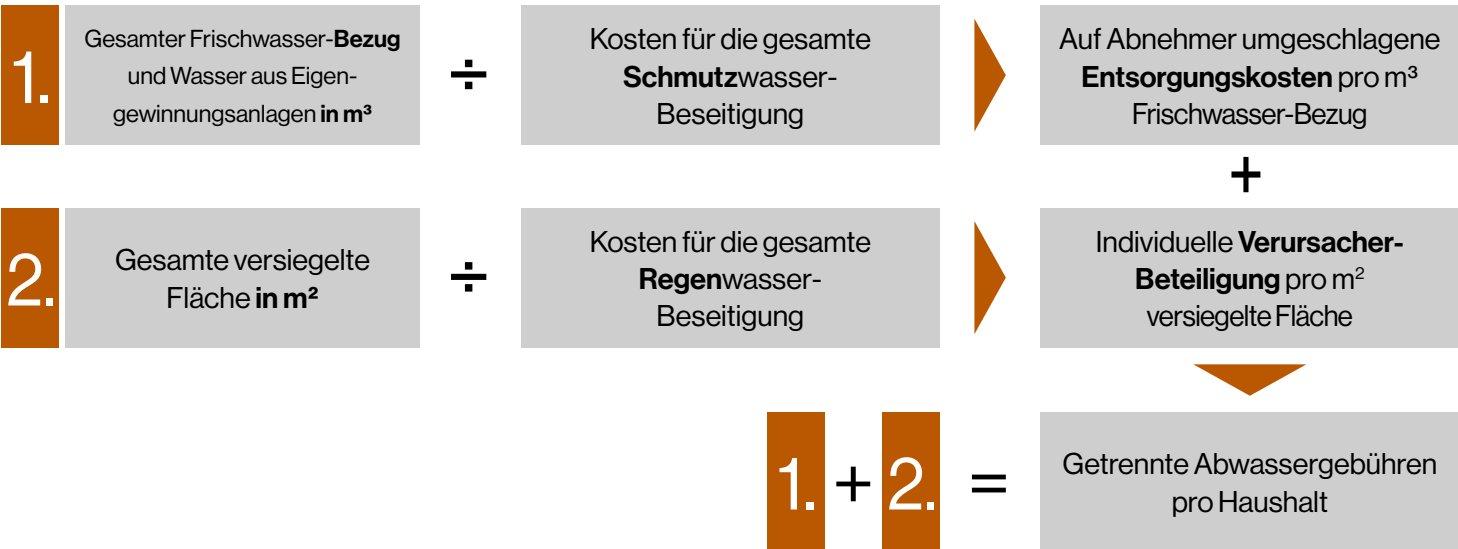 1.
Gesamter Frischwasser-Bezug
und Wasser aus Eigen-
gewinnungsanlagen in m³
÷
Kosten für die gesamte
Schmutzwasser-
Beseitigung
Auf Abnehmer umgeschlagene
Entsorgungskosten pro m³
Frischwasser-Bezug
+
2.
Gesamte versiegelte
Fläche in m²
÷
Kosten für die gesamte
Regenwasser-
Beseitigung
Individuelle Verursacher-
Beteiligung pro m²
versiegelte Fläche
1. + 2. =
Getrennte Abwassergebühren
pro Haushalt